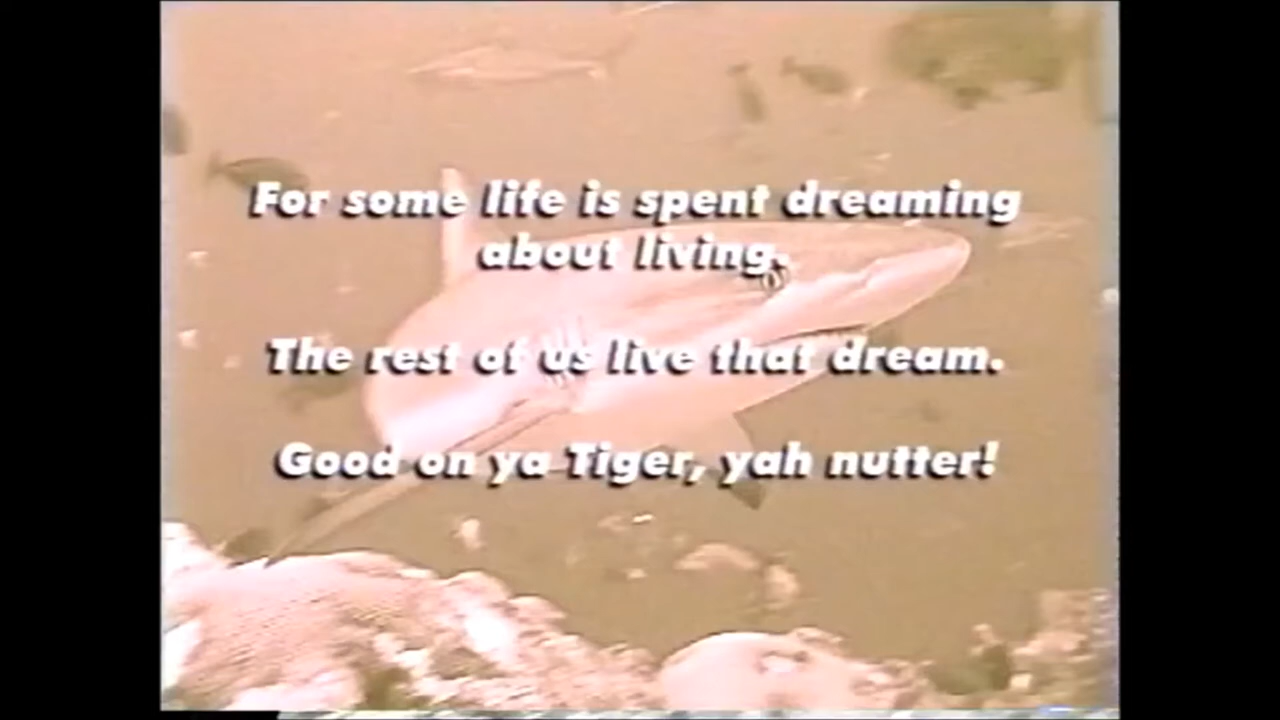 For some life is spent dreaming
about living.
The rest of us live that dream.
Good on ya Tiger, yah nutter!